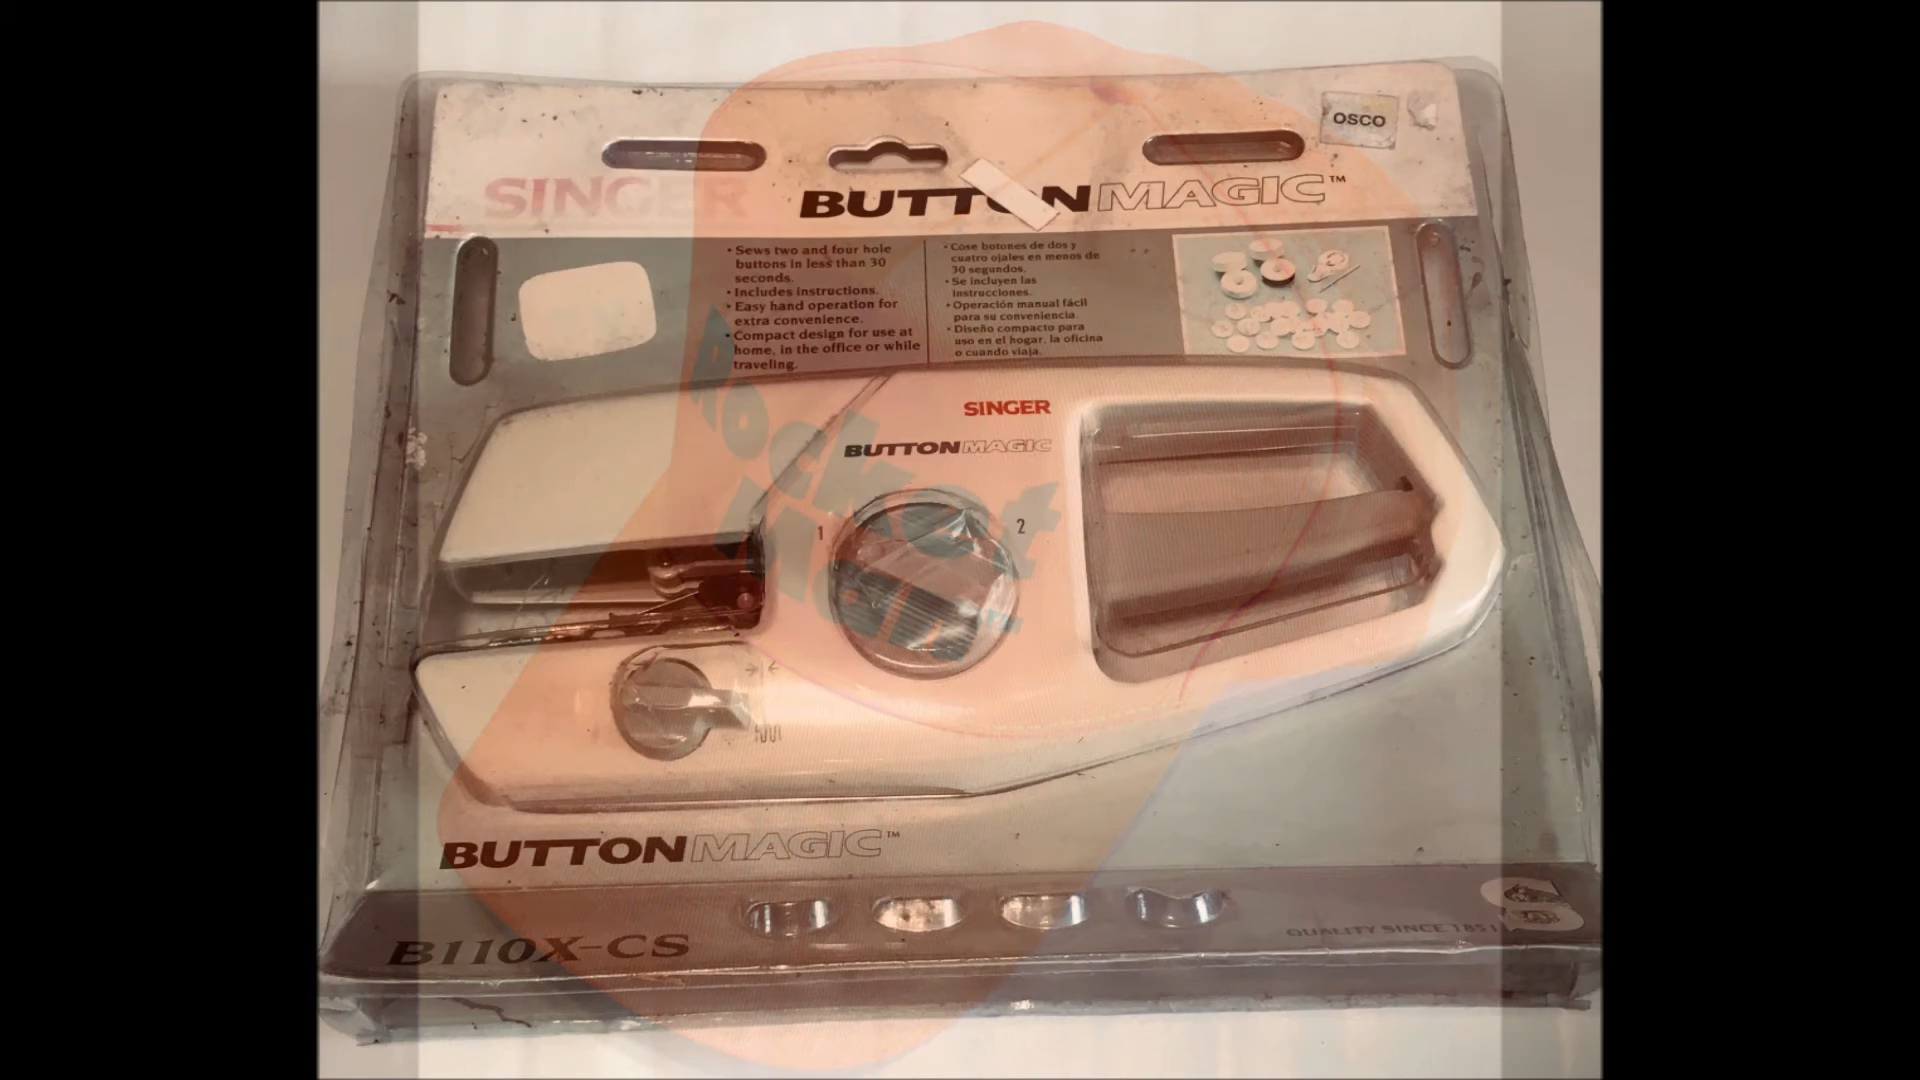 OSCO
SINGER
BUTTONMAGIC™
• Sews two and four hole
buttons in less than 30
seconds.
• Includes instructions.
• Easy hand operation for
extra convenience.
• Compact design for use at
home, in the office or while
traveling.
• Cose botones de dos y
cuatro ojales en menos de
30 segundos.
• Se incluyen las
instrucciones.
• Operación manual fácil
para su conveniencia.
• Diseño compacto para
uso en el hogar, la oficina
o cuando viaja.
Rocket
Man
SINGER
BUTTONMAGIC
1
2
BUTTONMAGIC™
B110X-CS
QUALITY SINCE 1851